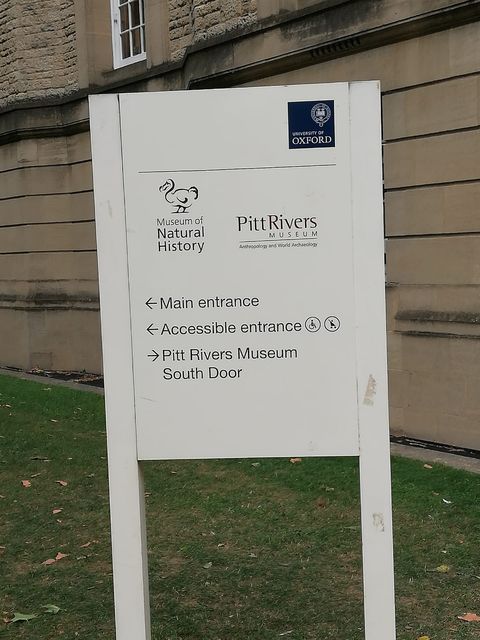 UNIVERSITY OF
OXFORD
Museum of
Natural
History
PittRivers
MUSEUM
Anthropology and World Archaeology
← Main entrance
← Accessible entrance
→ Pitt Rivers Museum
South Door